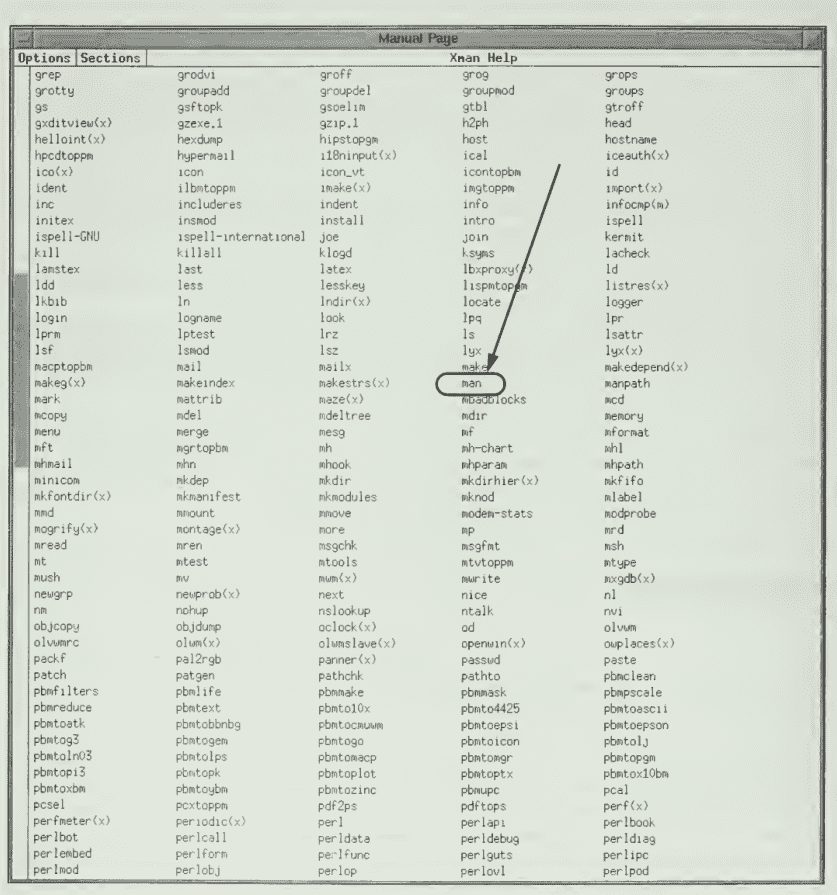 Manual Page
Options Sections Xman Help
grep grodvi groff grog grops
grotty groupadd groupdel groupmod groups
gs gsftopk gsoelim gtbl gtroff
gxditview(x) gzexe.1 gzip.1 h2ph head
helloint(x) hexdump hipstopgm host hostname
hpcdtoppm hypermail i18ninput(x) ical iceauth(x)
ico(x) icon icon_vt icontopbm id
ident ilbmtoppm imake(x) imgtoppm import(x)
inc includeres indent info infocmp(m)
initex insmod install intro ispell
ispell-GNU ispell-international joe join kermit
kill killall klogd ksyms lacheck
lamstex last latex lbxproxy(x) ld
ldd less lesskey lispmtopgm listres(x)
lkbib ln lndir(x) locate logger
login logname look lpq lpr
lprm lptest lrz ls lsattr
lsf lsmod lsz lyx lyx(x)
macptopbm mail mailx make makedepend(x)
makeg(x) makeindex makestrs(x) man manpath
mark mattrib maze(x) mbadblocks mcd
mcopy mdel mdeltree mdir memory
menu merge mesg mf mformat
mft mgrtopbm mh mh-chart mhl
mhmail mhn mhook mhparam mhpath
minicom mkdep mkdir mkdirhier(x) mkfifo
mkfontdir(x) mkmanifest mkmodules mknod mlabel
mmd mmount mmove modem-stats modprobe
mogrify(x) montage(x) more mp mrd
mread mren msgchk msgfmt msh
mt mtest mtools mtvtoppm mtype
mush mv mwm(x) mwrite mxgdb(x)
newgrp newprob(x) next nice nl
nm nohup nslookup ntalk nvi
objcopy objdump oclock(x) od olvwm
olvwmrc olwm(x) olwmslave(x) openwin(x) owplaces(x)
packf pal2rgb panner(x) passwd paste
patch patgen pathchk pathto pbmclean
pbmfilters pbmlife pbmmake pbmmask pbmpscale
pbmreduce pbmtext pbmto10x pbmto4425 pbmtoascii
pbmtoatk pbmtobbnbg pbmtocmuwm pbmtoepsi pbmtoepson
pbmtog3 pbmtogem pbmtogo pbmtoicon pbmtolj
pbmtoln03 pbmtolps pbmtomacp pbmtomgr pbmtopgm
pbmtopi3 pbmtopk pbmtoplot pbmtoptx pbmtox10bm
pbmtoxbm pbmtoybm pbmtozinc pbmupc pcal
pcsel pcxtoppm pdf2ps pdftops perf(x)
perfmeter(x) periodic(x) perl perlapi perlbook
perlbot perlcall perldata perldebug perldiag
perlembed perlform perlfunc perlguts perlipc
perlmod perlobj perlop perlovl perlpod